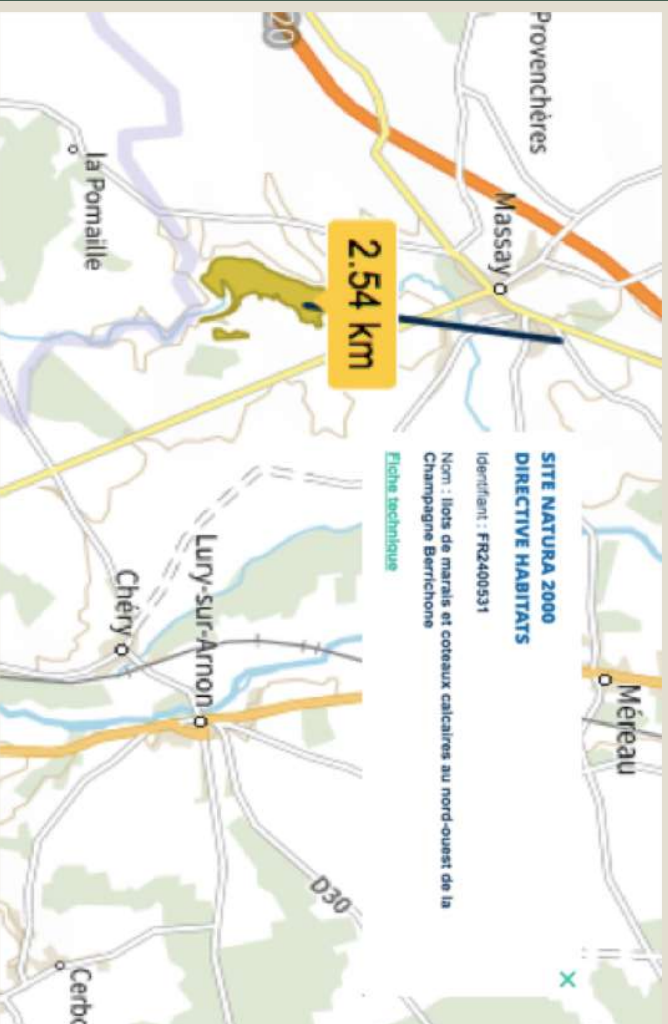 20
Provenchères
Massay
la Pomaille
2.54 km
SITE NATURA 2000
DIRECTIVE HABITATS
Identifiant : FR2400531
Nom : Ilots de marais et coteaux calcaires au nord-ouest de la
Champagne Berrichone
Fiche technique
×
Méreau
Lury-sur-Arnon
Chéry
D30
Cerbo